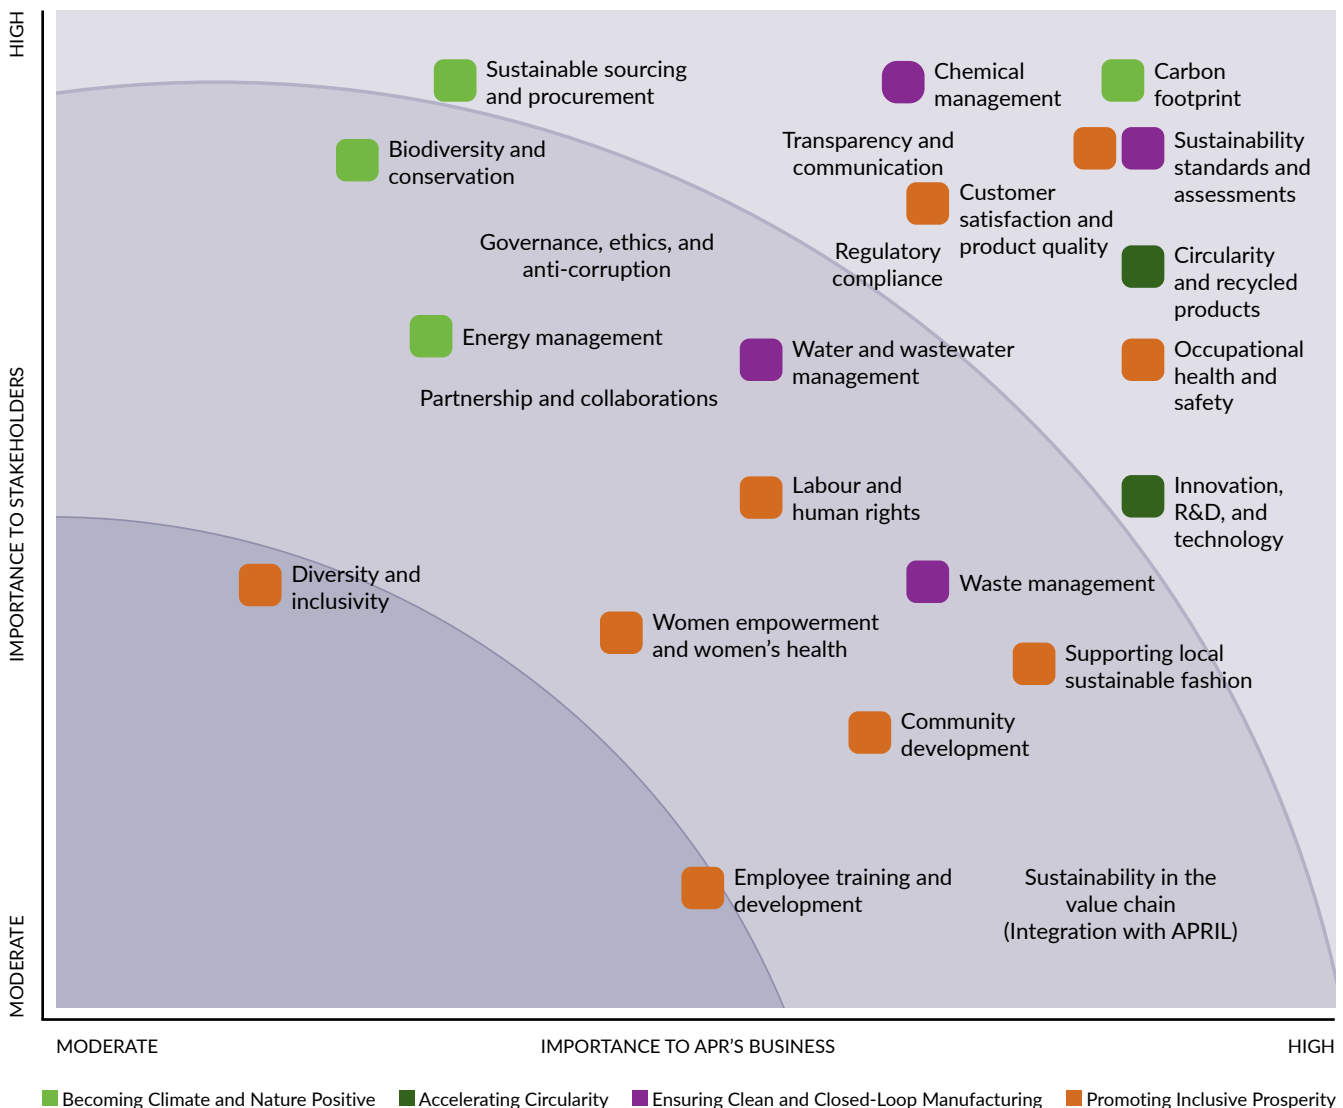 HIGH
IMPORTANCE TO STAKEHOLDERS
MODERATE
Sustainable sourcing
and procurement
Chemical
management
Carbon
footprint
Biodiversity and
conservation
Transparency and
communication
Sustainability
standards and
assessments
Customer
satisfaction and
product quality
Governance, ethics, and
anti-corruption
Regulatory
compliance
Circularity
and recycled
products
Energy management
Water and wastewater
management
Occupational
health and
safety
Partnership and collaborations
Labour and
human rights
Innovation,
R&D, and
technology
Diversity and
inclusivity
Waste management
Women empowerment
and women’s health
Supporting local
sustainable fashion
Community
development
Employee training and
development
Sustainability in the
value chain
(Integration with APRIL)
MODERATE
IMPORTANCE TO APR’S BUSINESS
HIGH
Becoming Climate and Nature Positive
Accelerating Circularity
Ensuring Clean and Closed-Loop Manufacturing
Promoting Inclusive Prosperity